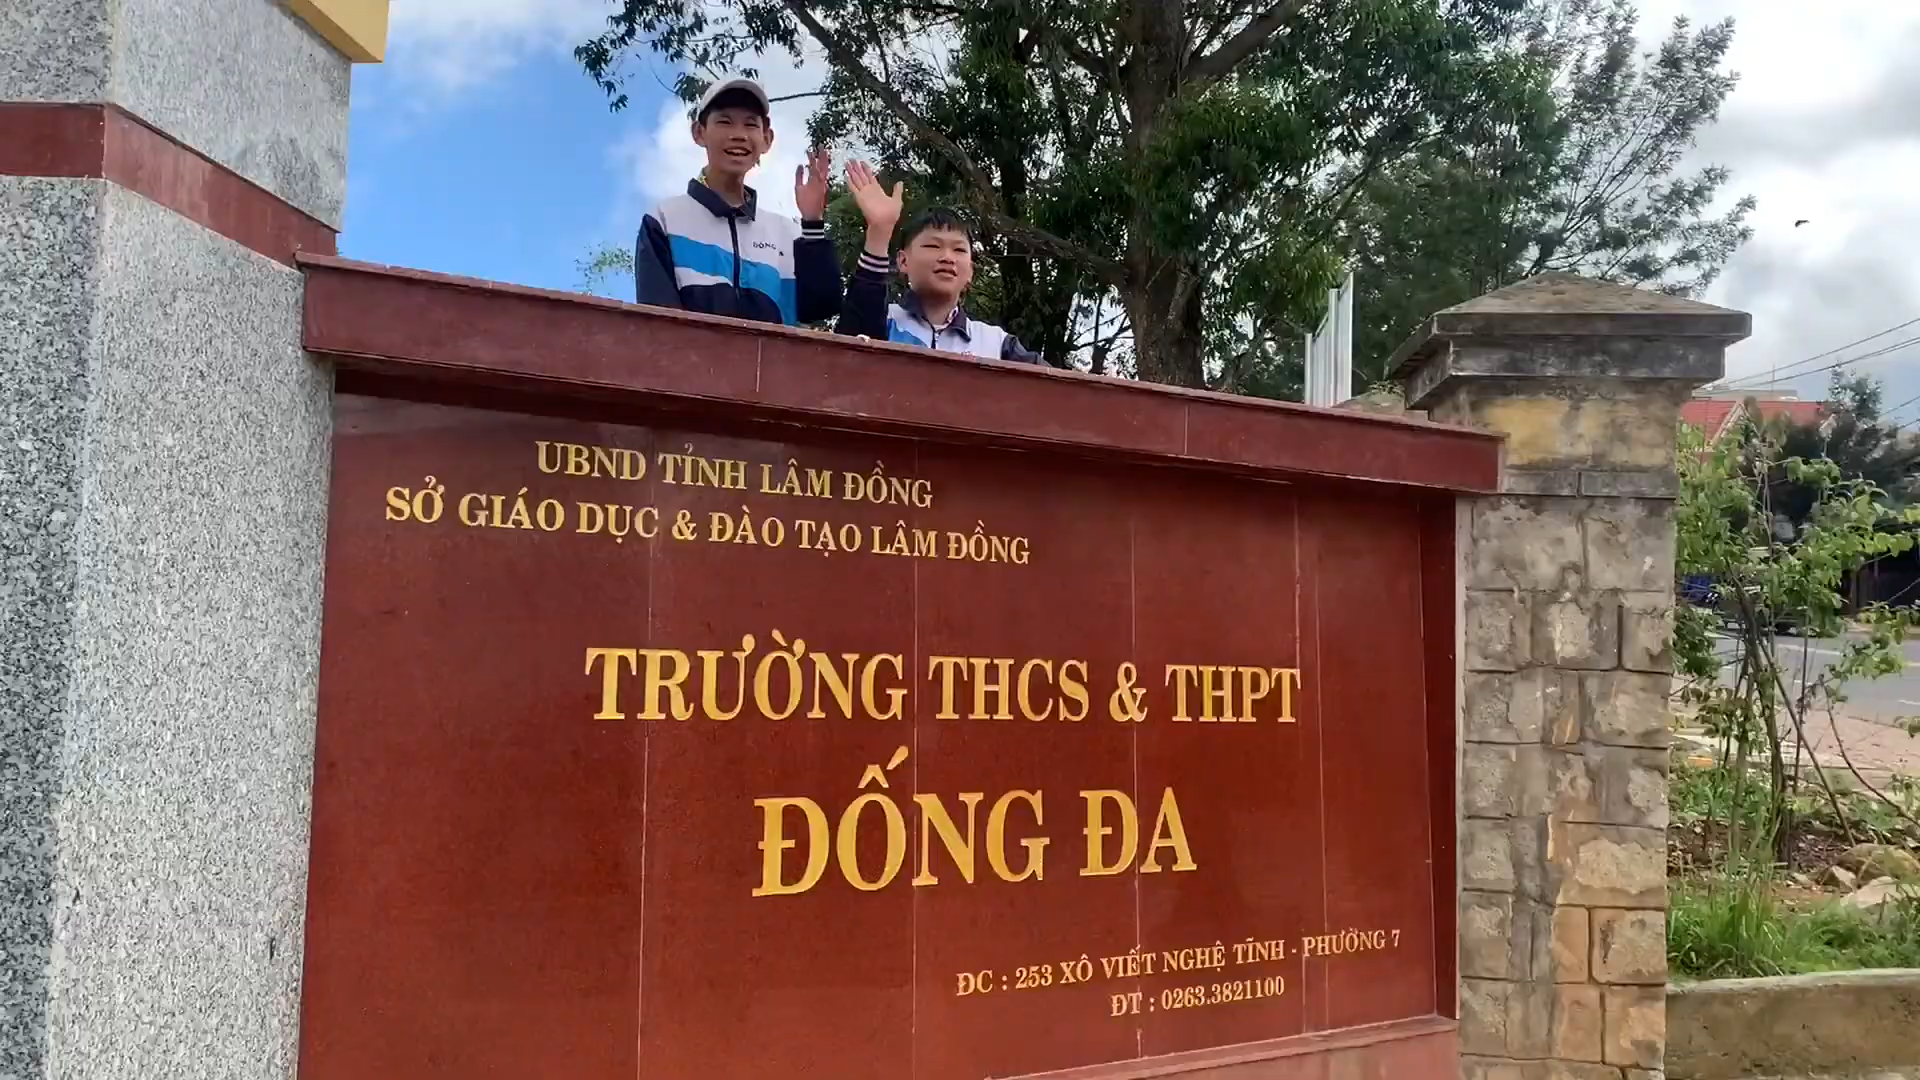 ĐỐNG
UBND TỈNH LÂM ĐỒNG
SỞ GIÁO DỤC & ĐÀO TẠO LÂM ĐỒNG
TRƯỜNG THCS & THPT
ĐỐNG ĐA
ĐC : 253 XÔ VIẾT NGHỆ TĨNH - PHƯỜNG 7
ĐT : 0263.3821100